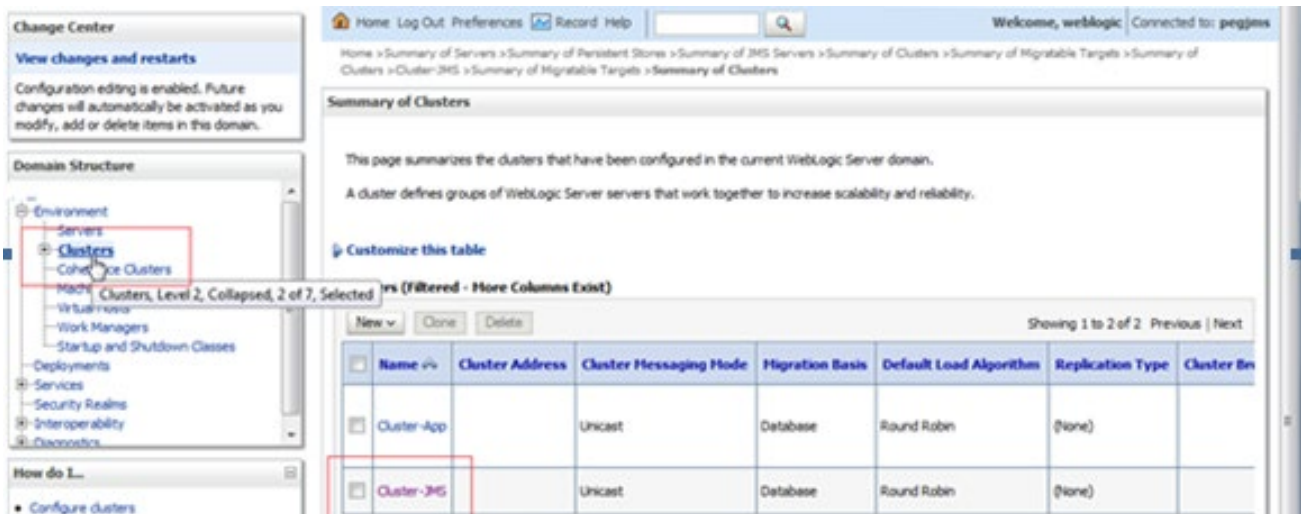 Change Center
View changes and restarts
Configuration editing is enabled. Future
changes will automatically be activated as you
modify, add or delete items in this domain.
Domain Structure
Environment
Servers
Clusters
Coherence Clusters
Clusters, Level 2, Collapsed, 2 of 7, Selected
Virtual Hosts
Work Managers
Startup and Shutdown Classes
Deployments
Services
Security Realms
Interoperability
Diagnostics
How do I...
Configure clusters
Home Log Out Preferences Record Help
Welcome, weblogic Connected to: pegjms
Home >Summary of Servers >Summary of Persistent Stores >Summary of JMS Servers >Summary of Clusters >Summary of Migratable Targets >Summary of
Clusters >Cluster-JMS >Summary of Migratable Targets >Summary of Clusters
Summary of Clusters
This page summarizes the clusters that have been configured in the current WebLogic Server domain.
A cluster defines groups of WebLogic Server servers that work together to increase scalability and reliability.
Customize this table
(Filtered - More Columns Exist)
New Clone Delete Showing 1 to 2 of 2 Previous | Next
Name Cluster Address Cluster Messaging Mode Migration Basis Default Load Algorithm Replication Type Cluster
Cluster-App Unicast Database Round Robin (None)
Cluster-JMS Unicast Database Round Robin (None)